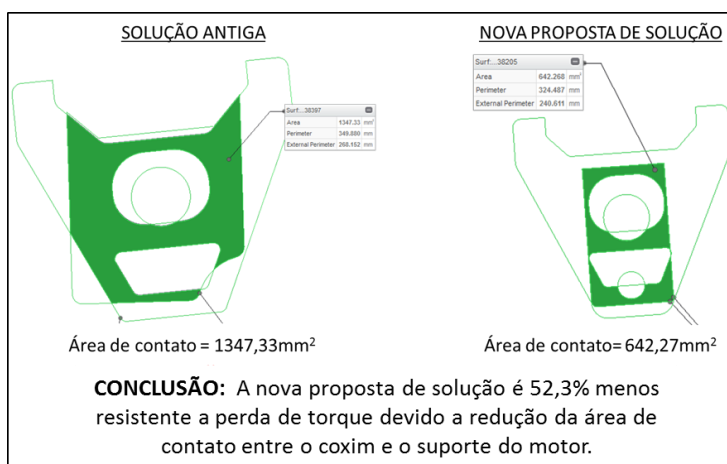 SOLUÇÃO ANTIGA
NOVA PROPOSTA DE SOLUÇÃO
Surf:...38397
Area 1347.33 mm²
Perimeter 349.880 mm
External Perimeter 268.152 mm
Surf:...38205
Area 642.268 mm²
Perimeter 324.487 mm
External Perimeter 240.611 mm
Área de contato = 1347,33mm²
Área de contato= 642,27mm²
CONCLUSÃO: A nova proposta de solução é 52,3% menos
resistente a perda de torque devido a redução da área de
contato entre o coxim e o suporte do motor.